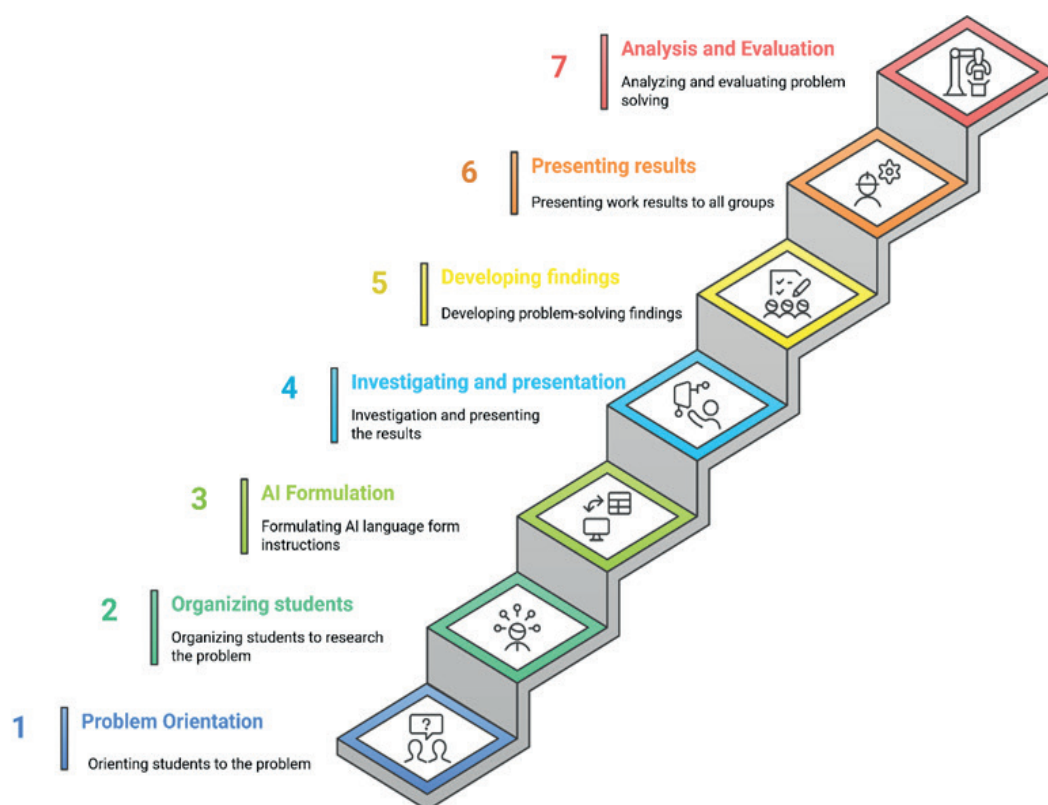 7
Analysis and Evaluation
Analyzing and evaluating problem
solving
6
Presenting results
Presenting work results to all groups
5
Developing findings
Developing problem-solving findings
4
Investigating and presentation
Investigation and presenting
the results
3
AI Formulation
Formulating AI language form
instructions
2
Organizing students
Organizing students to research
the problem
1
Problem Orientation
Orienting students to the problem
?